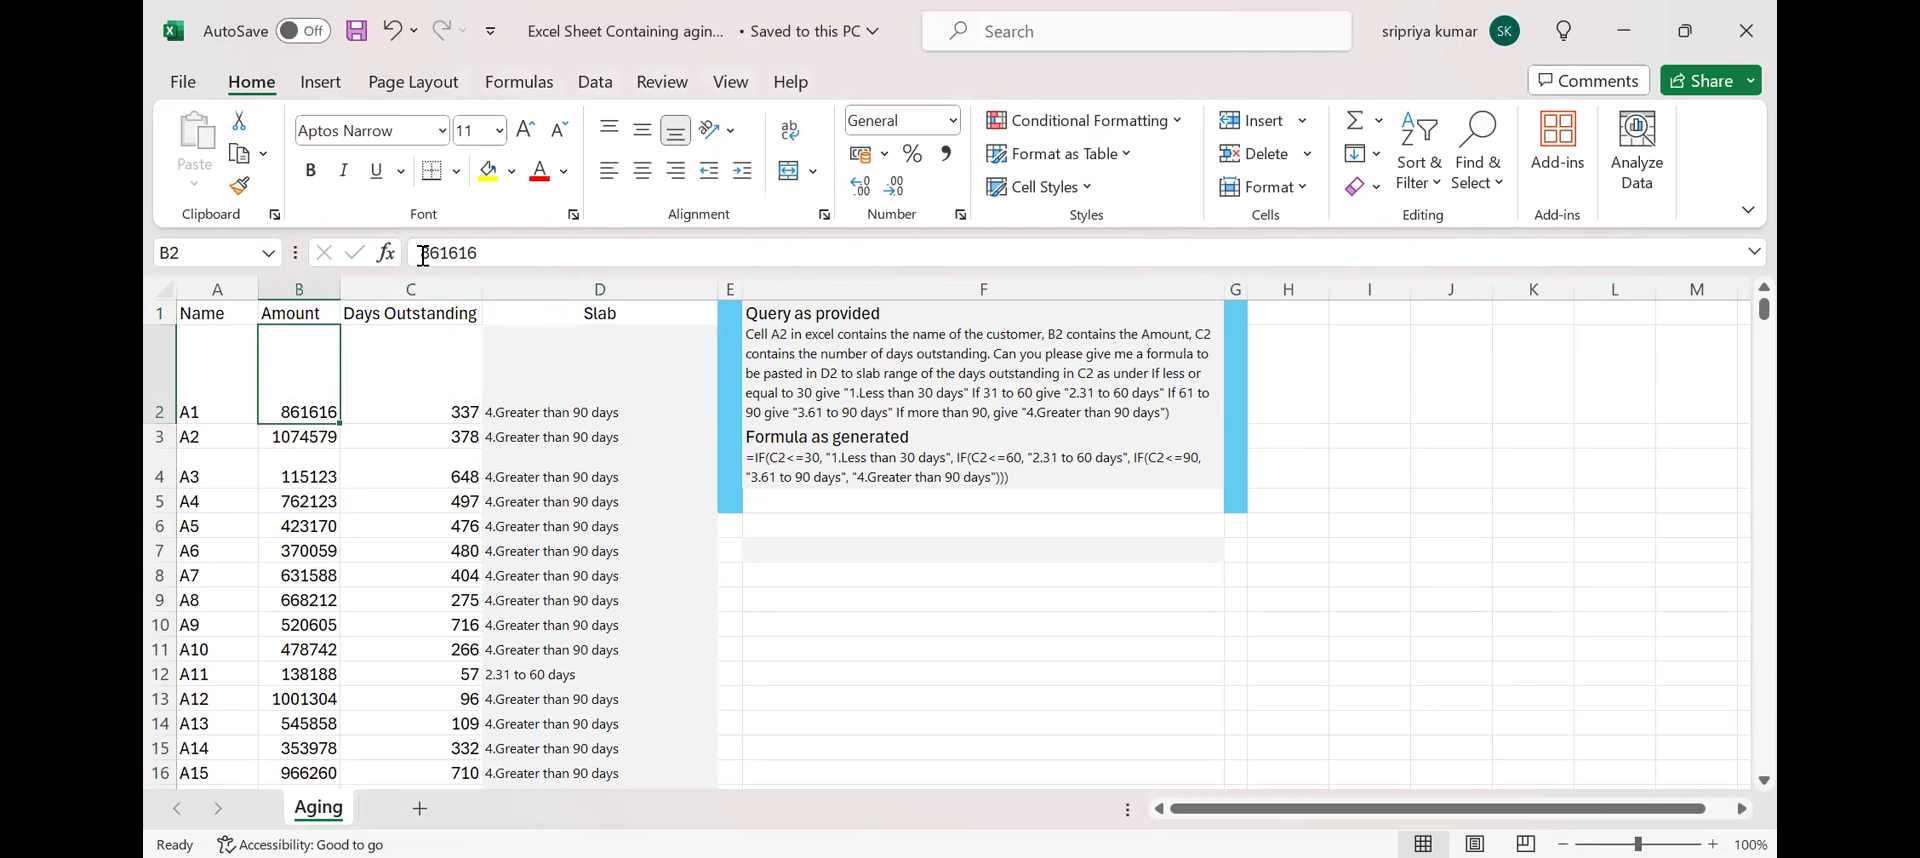 AutoSave Off Excel Sheet Containing agin... • Saved to this PC Search sripriya kumar SK
File Home Insert Page Layout Formulas Data Review View Help Comments Share
Paste Aptos Narrow 11 A A ab General Conditional Formatting Insert Sort & Filter Find & Select Add-ins Analyze Data
B I U A % , Format as Table Delete
.00 .00 Cell Styles Format
Clipboard Font Alignment Number Styles Cells Editing Add-ins
B2 fx 861616
A B C D E F G H I J K L M
1 Name Amount Days Outstanding Slab Query as provided
Cell A2 in excel contains the name of the customer, B2 contains the Amount, C2
contains the number of days outstanding. Can you please give me a formula to
be pasted in D2 to slab range of the days outstanding in C2 as under If less or
equal to 30 give "1.Less than 30 days" If 31 to 60 give "2.31 to 60 days" If 61 to
2 A1 861616 337 4.Greater than 90 days 90 give "3.61 to 90 days" If more than 90, give "4.Greater than 90 days")
3 A2 1074579 378 4.Greater than 90 days Formula as generated
=IF(C2<=30, "1.Less than 30 days", IF(C2<=60, "2.31 to 60 days", IF(C2<=90,
4 A3 115123 648 4.Greater than 90 days "3.61 to 90 days", "4.Greater than 90 days")))
5 A4 762123 497 4.Greater than 90 days
6 A5 423170 476 4.Greater than 90 days
7 A6 370059 480 4.Greater than 90 days
8 A7 631588 404 4.Greater than 90 days
9 A8 668212 275 4.Greater than 90 days
10 A9 520605 716 4.Greater than 90 days
11 A10 478742 266 4.Greater than 90 days
12 A11 138188 57 2.31 to 60 days
13 A12 1001304 96 4.Greater than 90 days
14 A13 545858 109 4.Greater than 90 days
15 A14 353978 332 4.Greater than 90 days
16 A15 966260 710 4.Greater than 90 days
Aging
Ready Accessibility: Good to go 100%